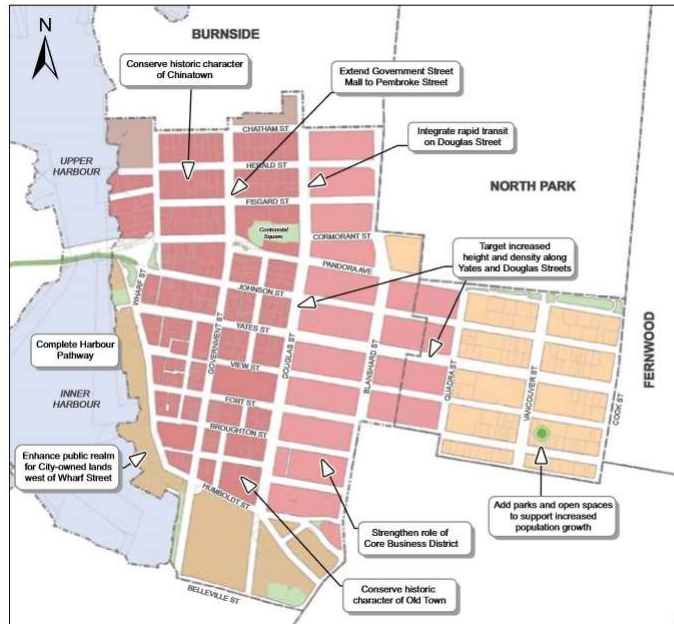 N
BURNSIDE
Conserve historic character
of Chinatown
Extend Government Street
Mall to Pembroke Street
Integrate rapid transit
on Douglas Street
CHATHAM ST
UPPER
HARBOUR
HERALD ST
FISGARD ST
NORTH PARK
Centennial
Square
CORMORANT ST
PANDORA AVE
Target increased
height and density along
Yates and Douglas Streets
WHARF ST
JOHNSON ST
YATES ST
GOVERNMENT ST
DOUGLAS ST
BLANSHARD ST
QUADRA ST
VANCOUVER ST
COOK ST
FERNWOOD
Complete Harbour
Pathway
VIEW ST
FORT ST
INNER
HARBOUR
BROUGHTON ST
Enhance public realm
for City-owned lands
west of Wharf Street
HUMBOLDT ST
Strengthen role of
Core Business District
Add parks and open spaces
to support increased
population growth
Conserve historic
character of Old Town
BELLEVILLE ST